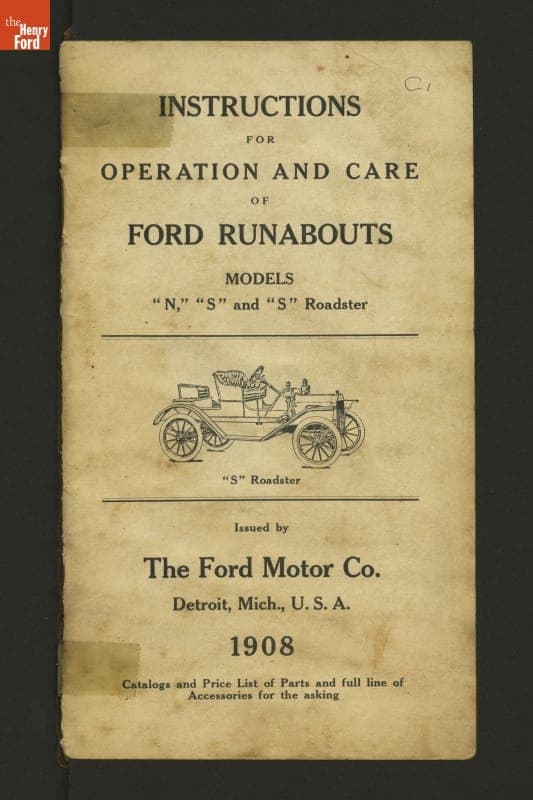 the
Henry
Ford
C1
INSTRUCTIONS
FOR
OPERATION AND CARE
OF
FORD RUNABOUTS
MODELS
“N,” “S” and “S” Roadster
“S” Roadster
Issued by
The Ford Motor Co.
Detroit, Mich., U. S. A.
1908
Catalogs and Price List of Parts and full line of
Accessories for the asking